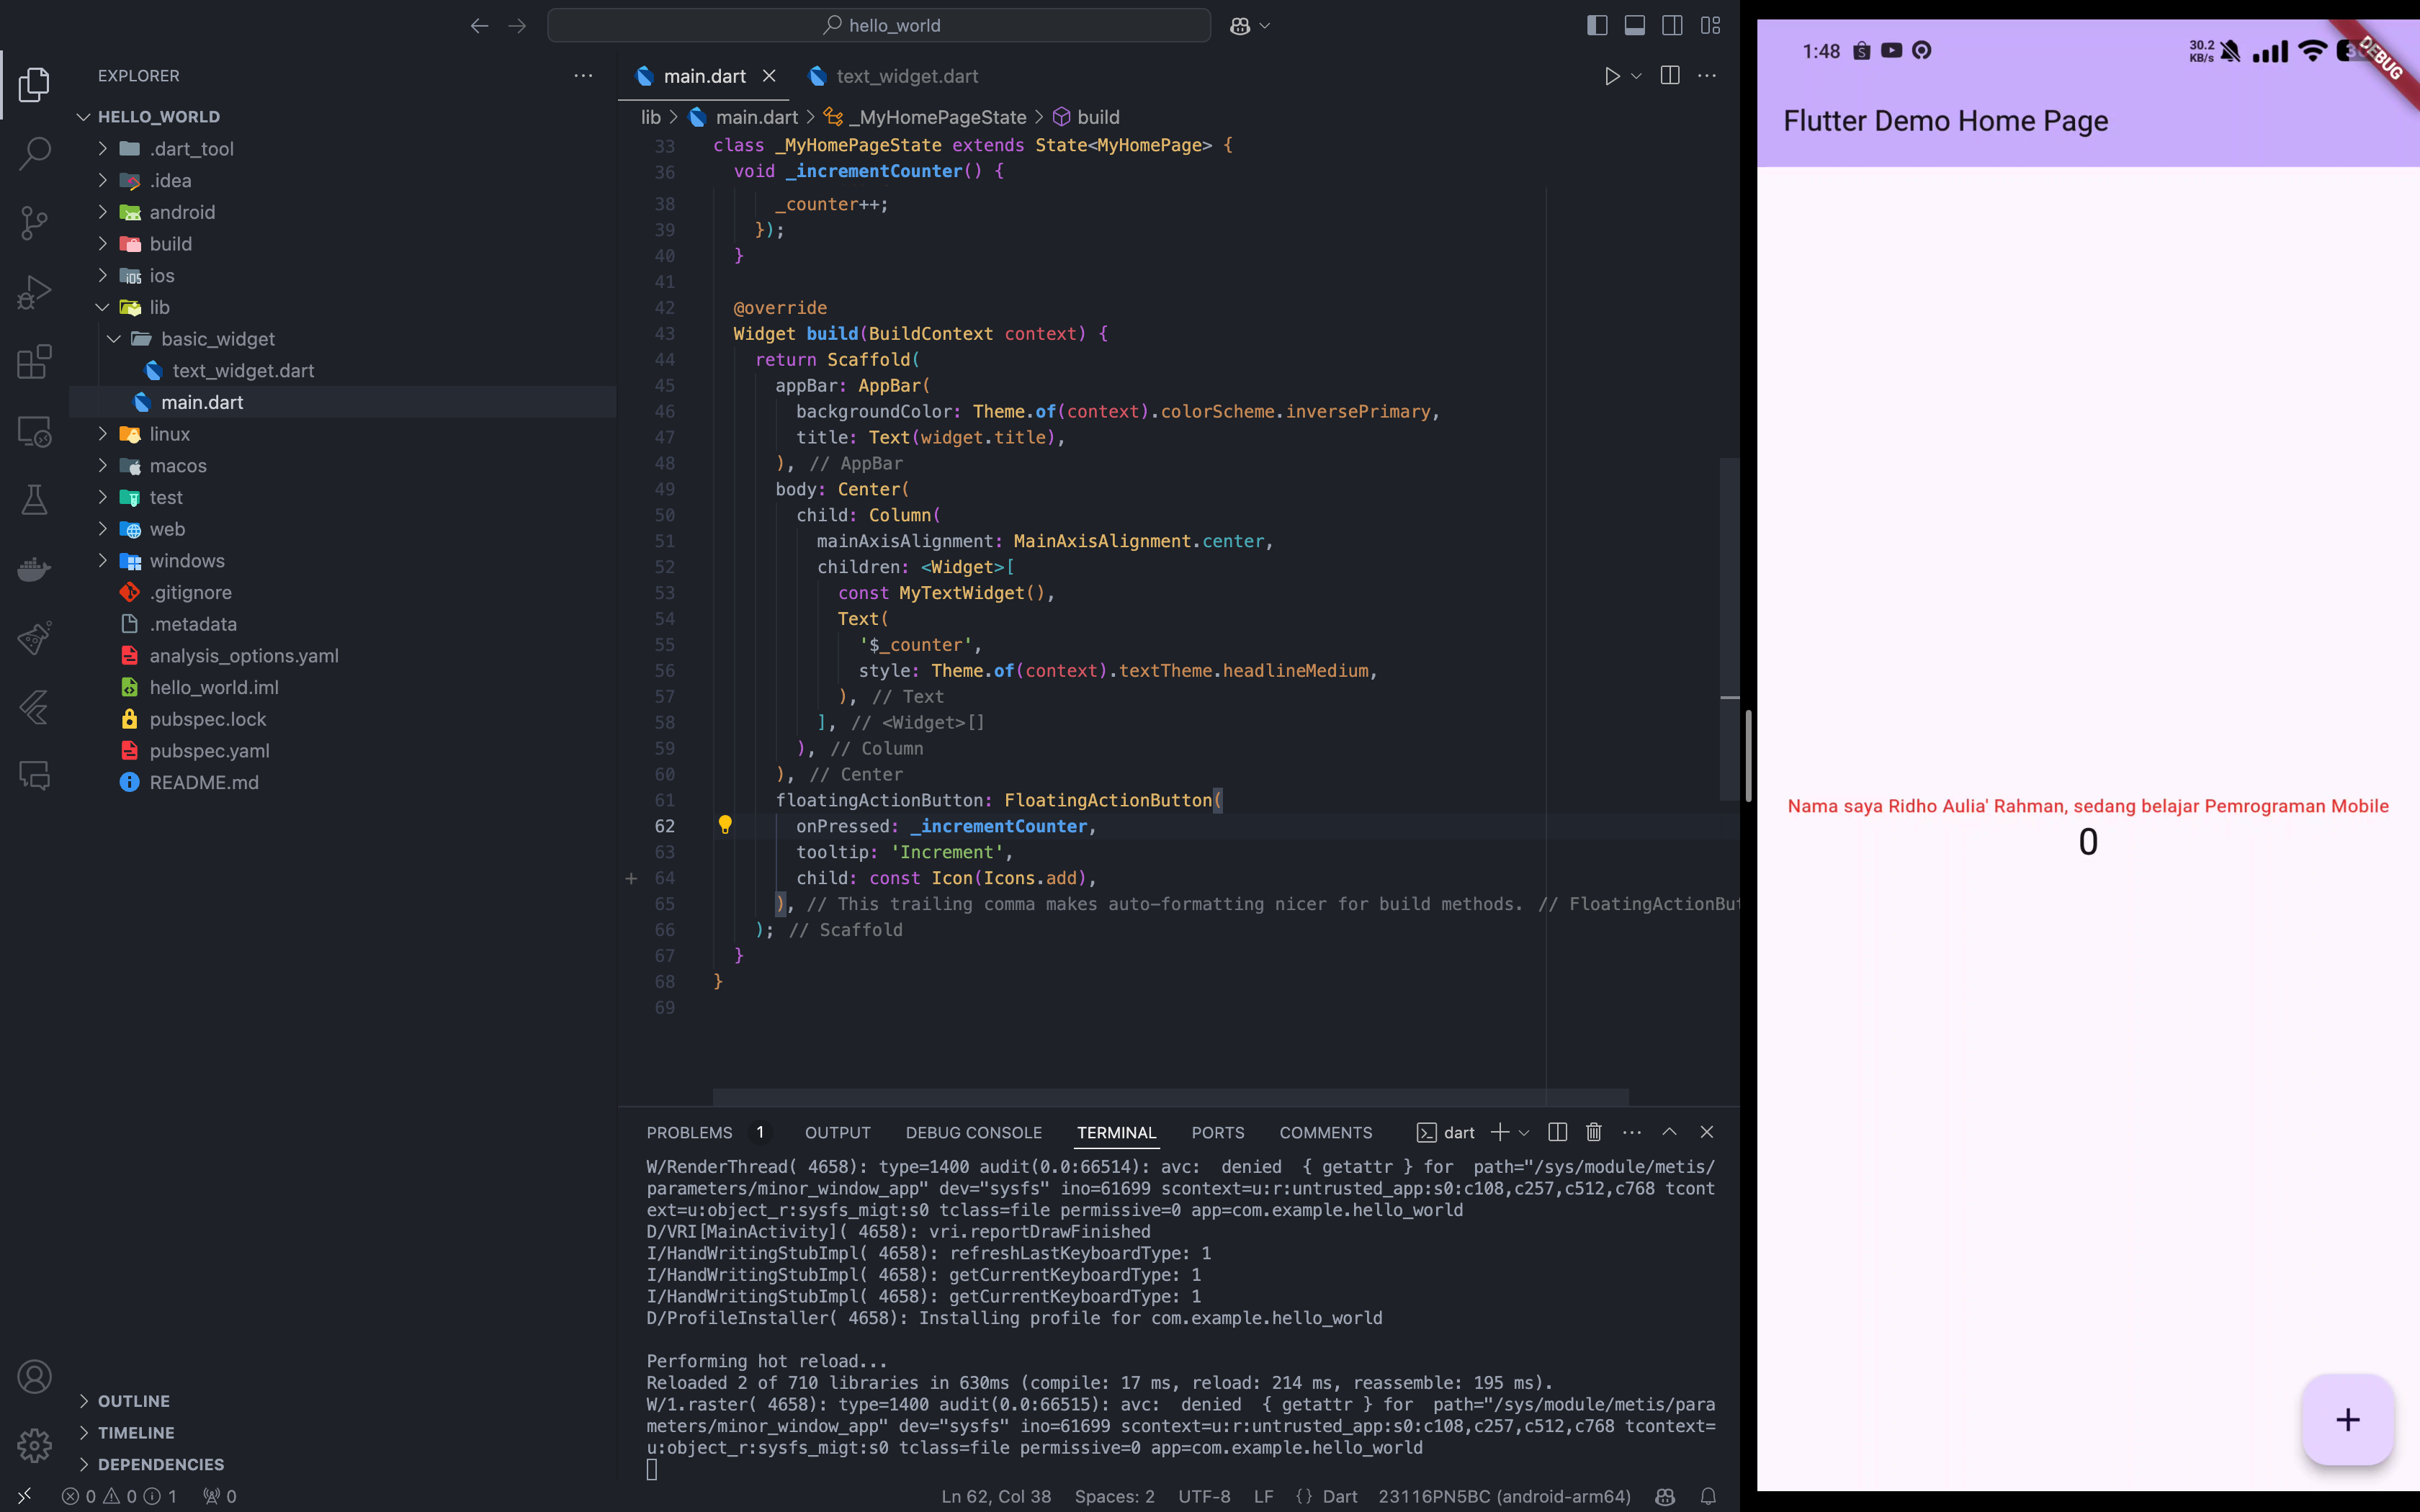 hello_world
EXPLORER
HELLO_WORLD
.dart_tool
.idea
android
build
ios
lib
basic_widget
text_widget.dart
main.dart
linux
macos
test
web
windows
.gitignore
.metadata
analysis_options.yaml
hello_world.iml
pubspec.lock
pubspec.yaml
README.md
OUTLINE
TIMELINE
DEPENDENCIES
main.dart
text_widget.dart
lib > main.dart > _MyHomePageState > build
33 class _MyHomePageState extends State<MyHomePage> {
36 void _incrementCounter() {
38 _counter++;
39 });
40 }
41
42 @override
43 Widget build(BuildContext context) {
44 return Scaffold(
45 appBar: AppBar(
46 backgroundColor: Theme.of(context).colorScheme.inversePrimary,
47 title: Text(widget.title),
48 ), // AppBar
49 body: Center(
50 child: Column(
51 mainAxisAlignment: MainAxisAlignment.center,
52 children: <Widget>[
53 const MyTextWidget(),
54 Text(
55 '$_counter',
56 style: Theme.of(context).textTheme.headlineMedium,
57 ), // Text
58 ], // <Widget>[]
59 ), // Column
60 ), // Center
61 floatingActionButton: FloatingActionButton(
62 onPressed: _incrementCounter,
63 tooltip: 'Increment',
64 child: const Icon(Icons.add),
65 ), // This trailing comma makes auto-formatting nicer for build methods. // FloatingActionBu
66 ); // Scaffold
67 }
68 }
69
PROBLEMS 1 OUTPUT DEBUG CONSOLE TERMINAL PORTS COMMENTS dart
W/RenderThread( 4658): type=1400 audit(0.0:66514): avc:  denied  { getattr } for  path="/sys/module/metis/
parameters/minor_window_app" dev="sysfs" ino=61699 scontext=u:r:untrusted_app:s0:c108,c257,c512,c768 tcont
ext=u:object_r:sysfs_migt:s0 tclass=file permissive=0 app=com.example.hello_world
D/VRI[MainActivity]( 4658): vri.reportDrawFinished
I/HandWritingStubImpl( 4658): refreshLastKeyboardType: 1
I/HandWritingStubImpl( 4658): getCurrentKeyboardType: 1
I/HandWritingStubImpl( 4658): getCurrentKeyboardType: 1
D/ProfileInstaller( 4658): Installing profile for com.example.hello_world
Performing hot reload...
Reloaded 2 of 710 libraries in 630ms (compile: 17 ms, reload: 214 ms, reassemble: 195 ms).
W/1.raster( 4658): type=1400 audit(0.0:66515): avc:  denied  { getattr } for  path="/sys/module/metis/para
meters/minor_window_app" dev="sysfs" ino=61699 scontext=u:r:untrusted_app:s0:c108,c257,c512,c768 tcontext=
u:object_r:sysfs_migt:s0 tclass=file permissive=0 app=com.example.hello_world
0 0 1 0
Ln 62, Col 38 Spaces: 2 UTF-8 LF {} Dart 23116PN5BC (android-arm64)
1:48
30.2
KB/s
DEBUG
Flutter Demo Home Page
Nama saya Ridho Aulia' Rahman, sedang belajar Pemrograman Mobile
0